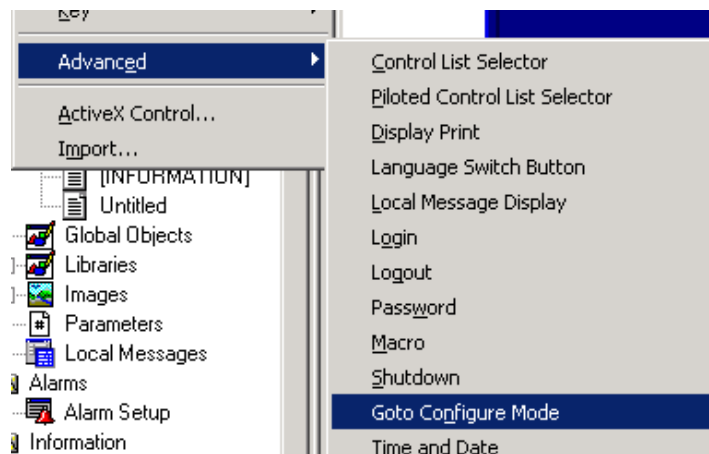 Key
Advanced
ActiveX Control...
Import...
[INFORMATION]
Untitled
Global Objects
Libraries
Images
Parameters
Local Messages
Alarms
Alarm Setup
Information
Control List Selector
Piloted Control List Selector
Display Print
Language Switch Button
Local Message Display
Login
Logout
Password
Macro
Shutdown
Goto Configure Mode
Time and Date